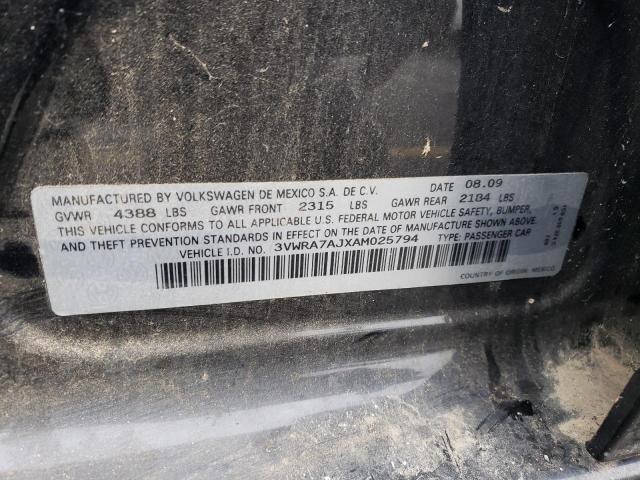 MANUFACTURED BY VOLKSWAGEN DE MEXICO S.A. DE C.V. DATE 08.09
GVWR 4388 LBS GAWR FRONT 2315 LBS GAWR REAR 2184 LBS
THIS VEHICLE CONFORMS TO ALL APPLICABLE U.S. FEDERAL MOTOR VEHICLE SAFETY, BUMPER,
AND THEFT PREVENTION STANDARDS IN EFFECT ON THE DATE OF MANUFACTURE SHOWN ABOVE.
VEHICLE I.D. NO. 3VWRA7AJXAM025794 TYPE: PASSENGER CAR
COUNTRY OF ORIGIN: MEXICO